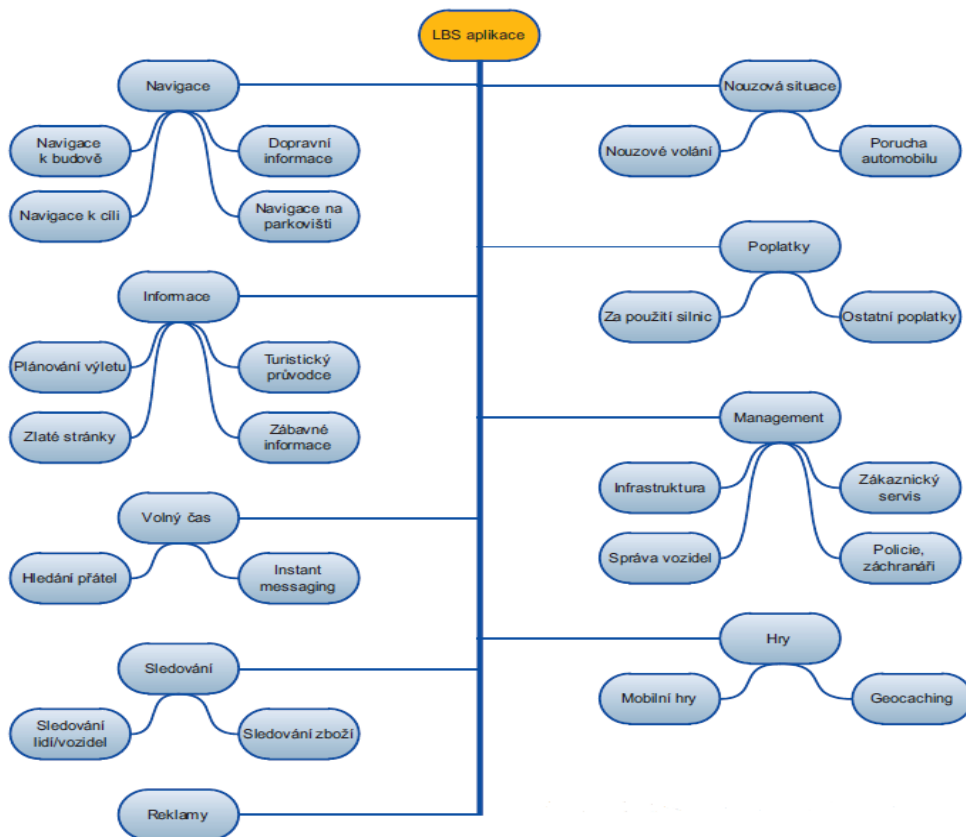 LBS aplikace
Navigace
Navigace
k budově
Dopravní
informace
Navigace k cíli
Navigace na
parkovišti
Informace
Plánování výletu
Turistický
průvodce
Zlaté stránky
Zábavné
informace
Volný čas
Hledání přátel
Instant
messaging
Sledování
Sledování
lidí/vozidel
Sledování zboží
Reklamy
Nouzová situace
Nouzové volání
Porucha
automobilu
Poplatky
Za použití silnic
Ostatní poplatky
Management
Infrastruktura
Zákaznický
servis
Správa vozidel
Policie,
záchranáři
Hry
Mobilní hry
Geocaching